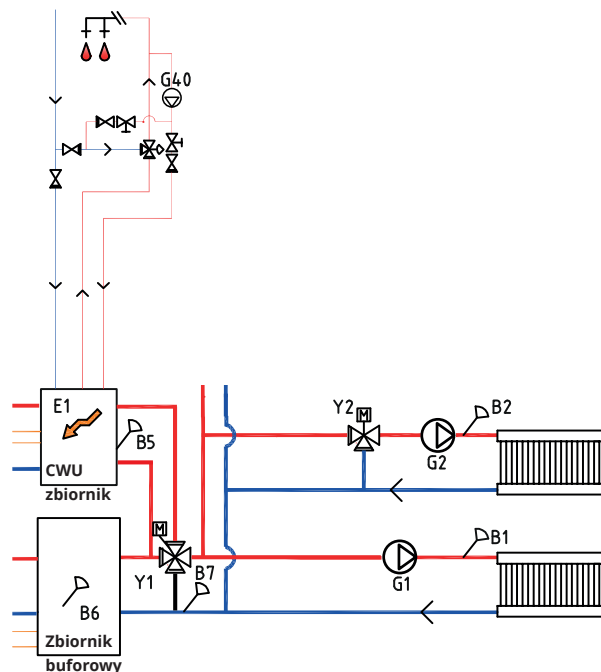 G40
E1
B5
CWU
zbiornik
Y2
M
B2
G2
M
Y1
B7
B1
G1
B6
Zbiornik
buforowy